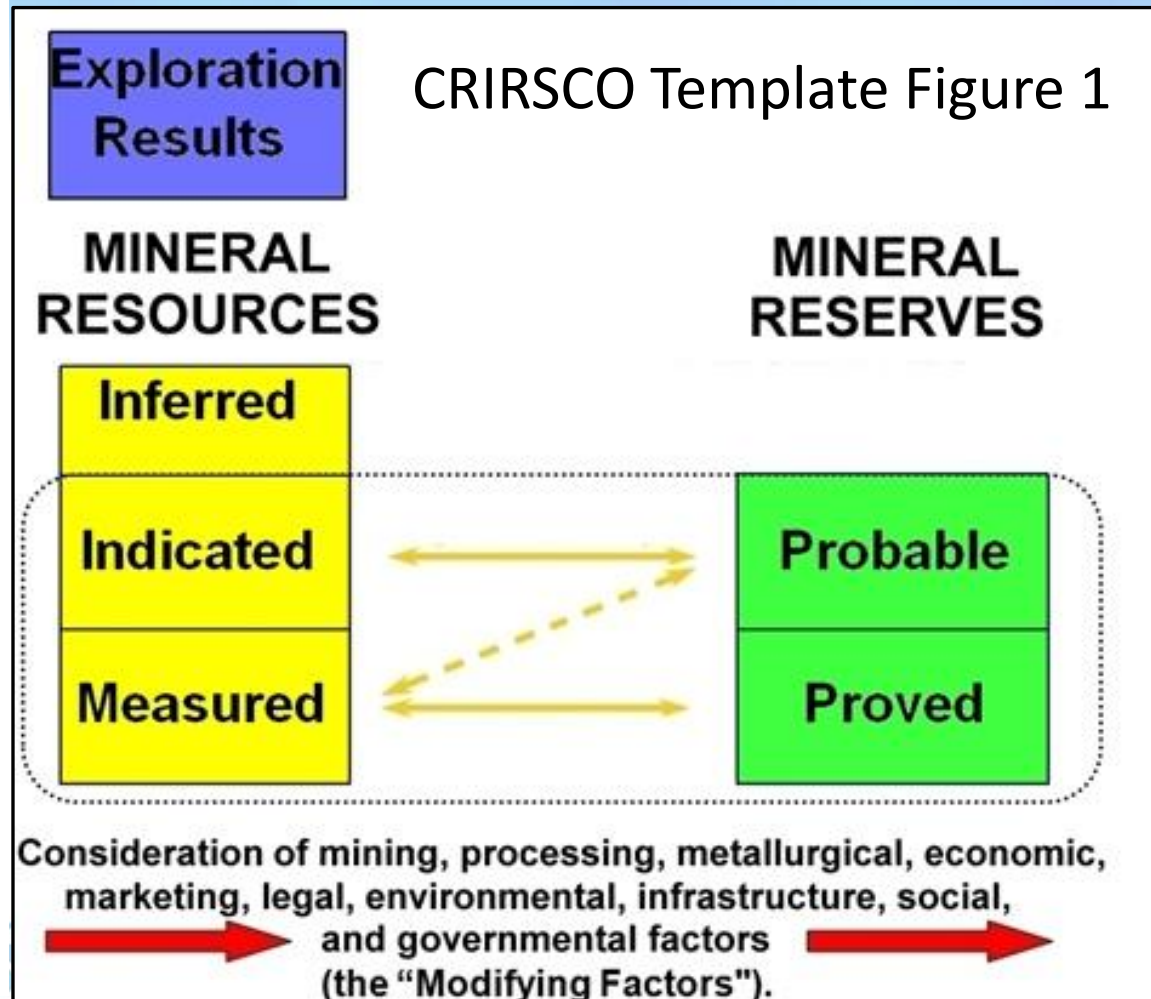 Exploration
Results
CRIRSCO Template Figure 1
MINERAL
RESOURCES
MINERAL
RESERVES
Inferred
Indicated
Probable
Measured
Proved
Consideration of mining, processing, metallurgical, economic,
marketing, legal, environmental, infrastructure, social,
and governmental factors
(the “Modifying Factors").